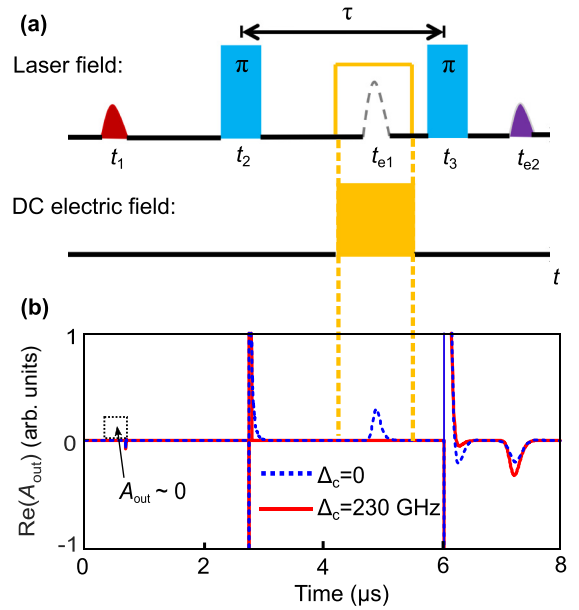 (a)
τ
Laser field:
π
π
t1
t2
te1
t3
te2
DC electric field:
t
(b)
Re(Aout) (arb. units)
1
0
-1
Aout ~ 0
Δc=0
Δc=230 GHz
0
2
4
6
8
Time (μs)